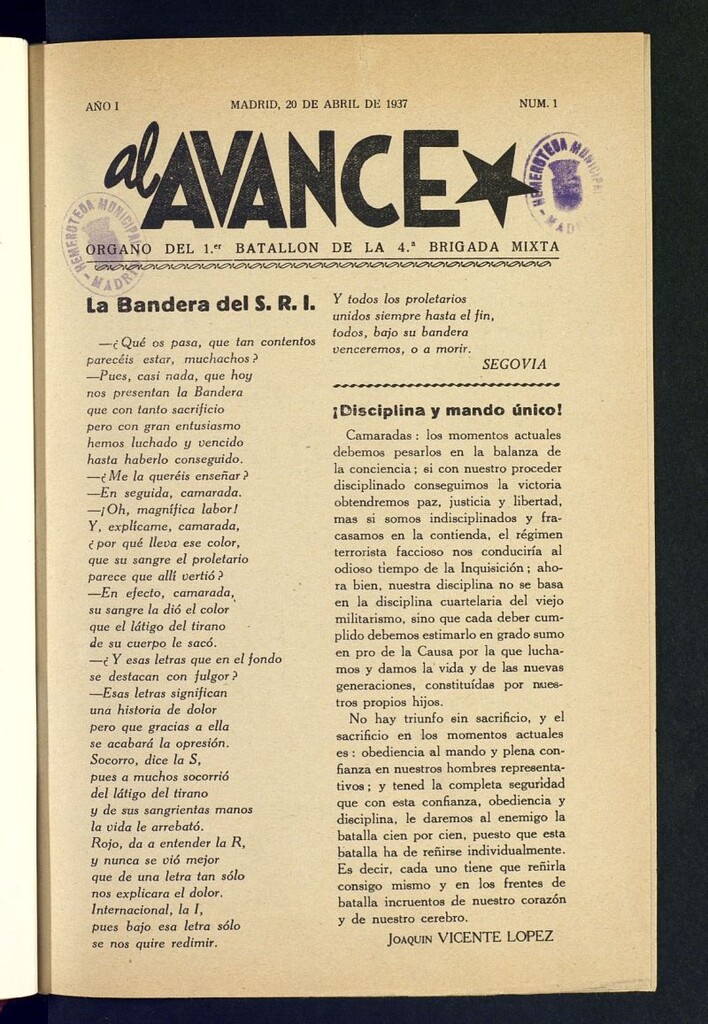 AÑO I
MADRID, 20 DE ABRIL DE 1937
NUM. 1
al AVANCE
HEMEROTECA MUNICIPAL
MADRID
HEMEROTECA MUNICIPAL
MADRID
ORGANO DEL 1.er BATALLON DE LA 4.ª BRIGADA MIXTA
La Bandera del S. R. I.
—¿Qué os pasa, que tan contentos
parecéis estar, muchachos?
—Pues, casi nada, que hoy
nos presentan la Bandera
que con tanto sacrificio
pero con gran entusiasmo
hemos luchado y vencido
hasta haberlo conseguido.
—¿Me la queréis enseñar?
—En seguida, camarada.
—¡Oh, magnífica labor!
Y, explícame, camarada,
¿por qué lleva ese color,
que su sangre el proletario
parece que allí vertió?
—En efecto, camarada,
su sangre la dió el color
que el látigo del tirano
de su cuerpo le sacó.
—¿Y esas letras que en el fondo
se destacan con fulgor?
—Esas letras significan
una historia de dolor
pero que gracias a ella
se acabará la opresión.
Socorro, dice la S,
pues a muchos socorrió
del látigo del tirano
y de sus sangrientas manos
la vida le arrebató.
Rojo, da a entender la R,
y nunca se vió mejor
que de una letra tan sólo
nos explicara el dolor.
Internacional, la I,
pues bajo esa letra sólo
se nos quire redimir.
Y todos los proletarios
unidos siempre hasta el fin,
todos, bajo su bandera
venceremos, o a morir.
SEGOVIA
¡Disciplina y mando único!
Camaradas: los momentos actuales
debemos pesarlos en la balanza de
la conciencia; si con nuestro proceder
disciplinado conseguimos la victoria
obtendremos paz, justicia y libertad,
mas si somos indisciplinados y fra-
casamos en la contienda, el régimen
terrorista faccioso nos conduciría al
odioso tiempo de la Inquisición; aho-
ra bien, nuestra disciplina no se basa
en la disciplina cuartelaria del viejo
militarismo, sino que cada deber cum-
plido debemos estimarlo en grado sumo
en pro de la Causa por la que lucha-
mos y damos la vida y de las nuevas
generaciones, constituídas por nues-
tros propios hijos.
No hay triunfo sin sacrificio, y el
sacrificio en los momentos actuales
es: obediencia al mando y plena con-
fianza en nuestros hombres representa-
tivos; y tened la completa seguridad
que con esta confianza, obediencia y
disciplina, le daremos al enemigo la
batalla cien por cien, puesto que esta
batalla ha de reñirse individualmente.
Es decir, cada uno tiene que reñirla
consigo mismo y en los frentes de
batalla incruentos de nuestro corazón
y de nuestro cerebro.
JOAQUIN VICENTE LOPEZ